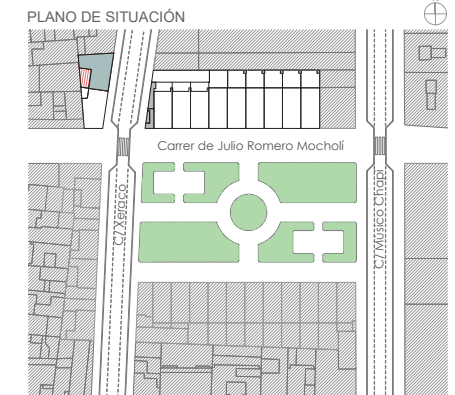 PLANO DE SITUACIÓN
Carrer de Julio Romero Mocholí
C/ Xeraco
C/ Músico Chapí